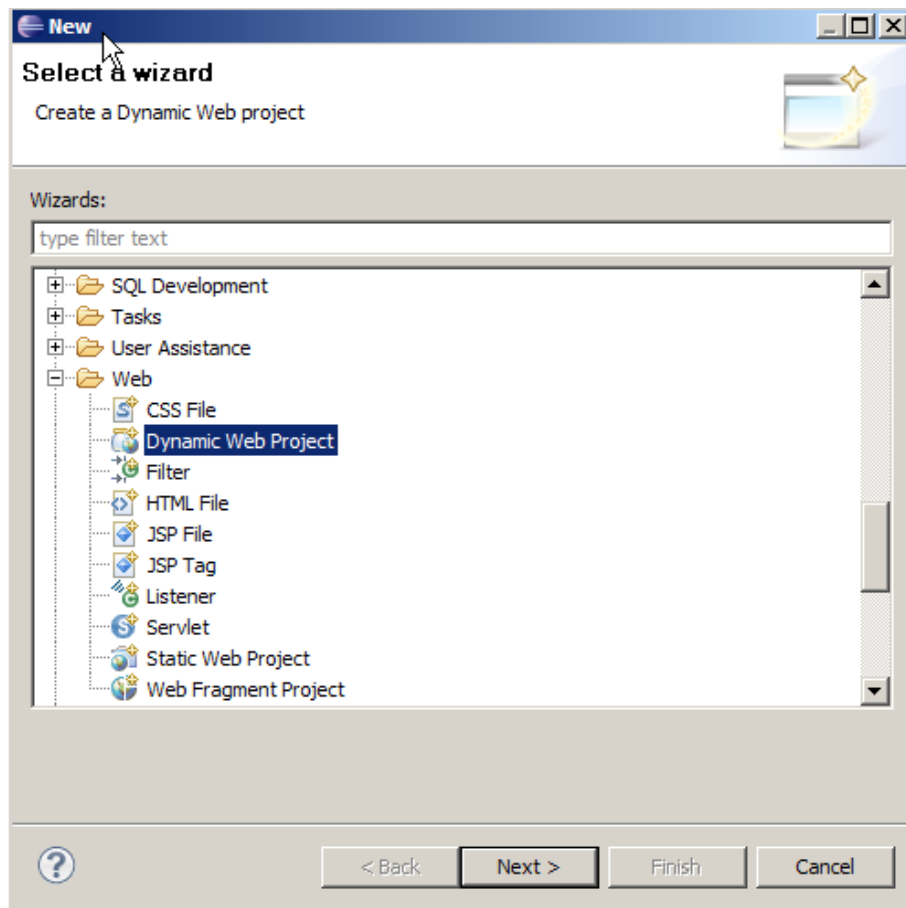 New
Select a wizard
Create a Dynamic Web project
Wizards:
type filter text
SQL Development
Tasks
User Assistance
Web
CSS File
Dynamic Web Project
Filter
HTML File
JSP File
JSP Tag
Listener
Servlet
Static Web Project
Web Fragment Project
? < Back Next > Finish Cancel